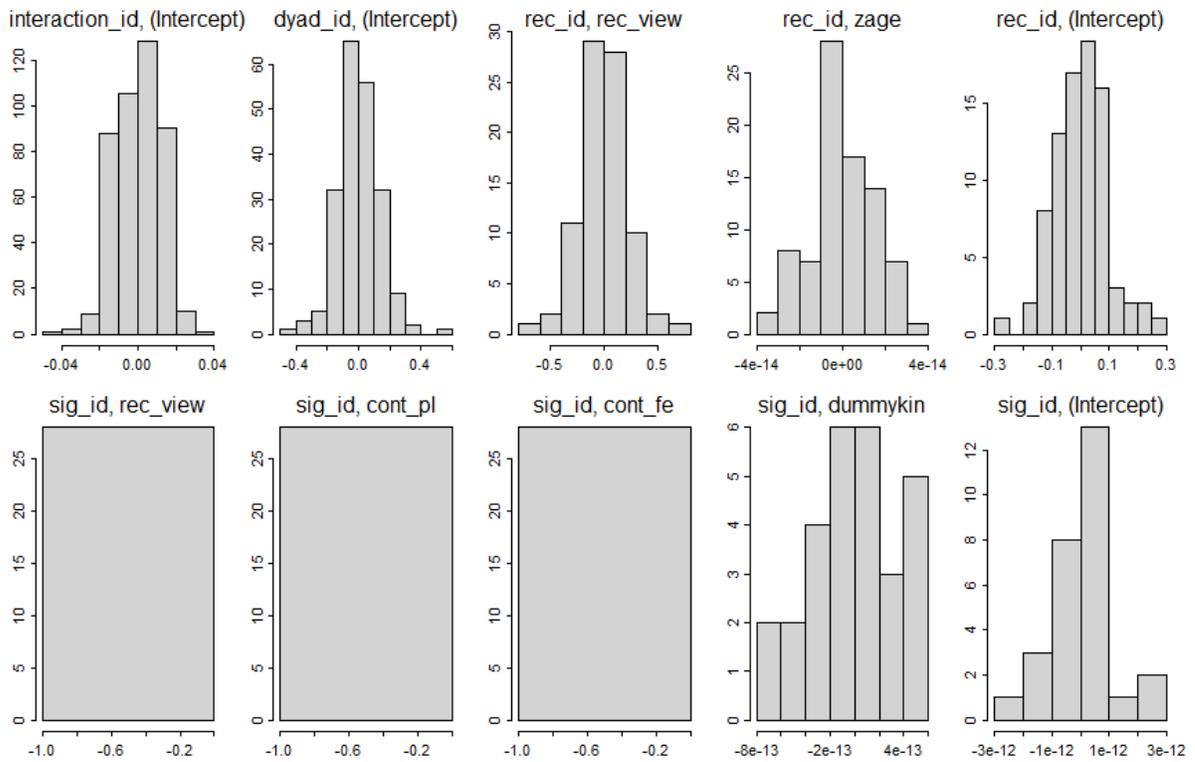 interaction_id, (Intercept)
dyad_id, (Intercept)
rec_id, rec_view
rec_id, zage
rec_id, (Intercept)
0 20 40 60 80 100 120
-0.04 0.00 0.04
0 10 20 30 40 50 60
-0.4 0.0 0.4
0 5 10 15 20 25 30
-0.5 0.0 0.5
0 5 10 15 20 25
-4e-14 0e+00 4e-14
0 5 10 15
-0.3 -0.1 0.1 0.3
sig_id, rec_view
sig_id, cont_pl
sig_id, cont_fe
sig_id, dummykin
sig_id, (Intercept)
0 5 10 15 20 25
-1.0 -0.6 -0.2
0 5 10 15 20 25
-1.0 -0.6 -0.2
0 5 10 15 20 25
-1.0 -0.6 -0.2
0 1 2 3 4 5 6
-8e-13 -2e-13 4e-13
0 2 4 6 8 10 12
-3e-12 -1e-12 1e-12 3e-12